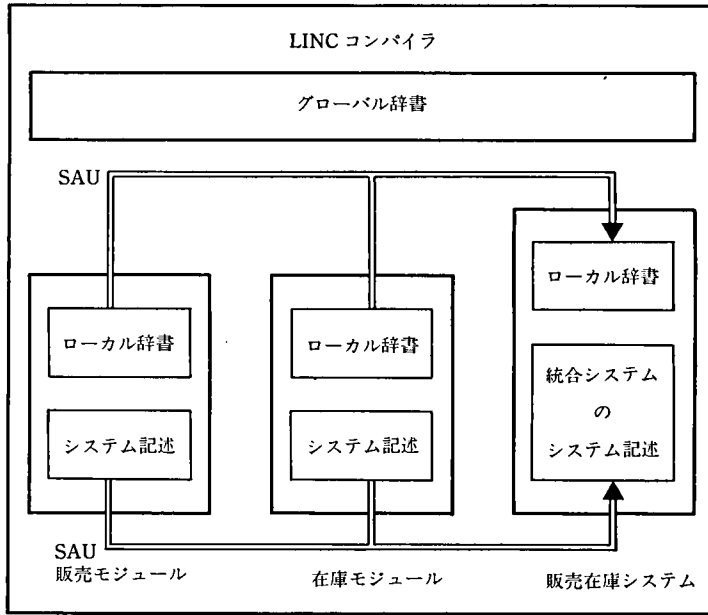 LINC コンパイラ
グローバル辞書
SAU
ローカル辞書
システム記述
ローカル辞書
システム記述
ローカル辞書
統合システム
の
システム記述
SAU
販売モジュール
在庫モジュール
販売在庫システム